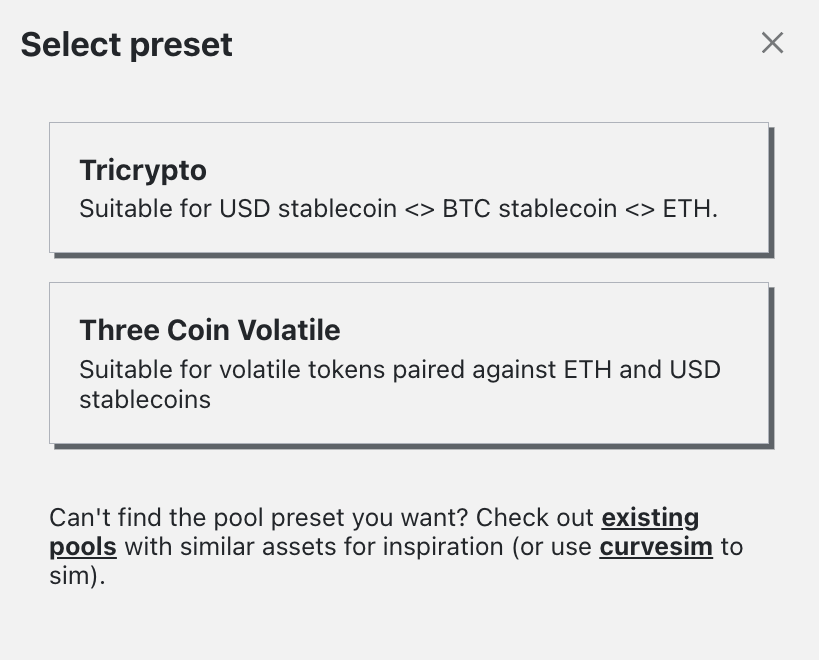 Select preset
Tricrypto
Suitable for USD stablecoin <> BTC stablecoin <> ETH.
Three Coin Volatile
Suitable for volatile tokens paired against ETH and USD
stablecoins
Can't find the pool preset you want? Check out existing
pools with similar assets for inspiration (or use curvesim to
sim).